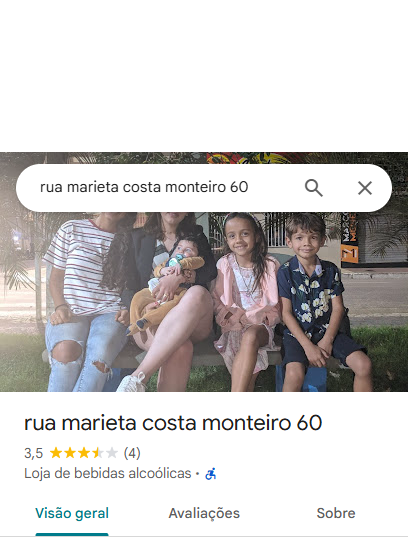 rua marieta costa monteiro 60
rua marieta costa monteiro 60
3,5 (4)
Loja de bebidas alcoólicas ·
Visão geral Avaliações Sobre